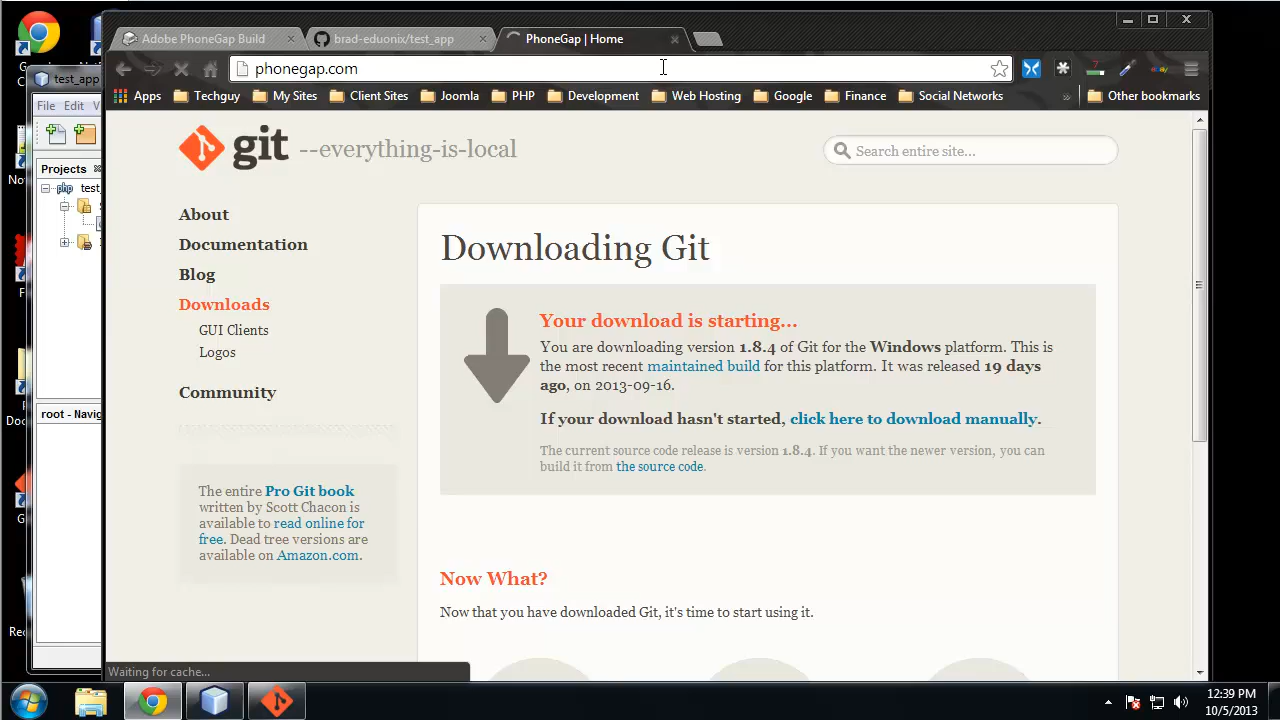 Adobe PhoneGap Build
brad-eduonix/test_app
PhoneGap | Home
phonegap.com
Apps
Techguy
My Sites
Client Sites
Joomla
PHP
Development
Web Hosting
Google
Finance
Social Networks
»
Other bookmarks
test_app
File Edit V
Projects
test_
root - Navig
git --everything-is-local
Search entire site...
About
Documentation
Blog
Downloads
GUI Clients
Logos
Community
The entire Pro Git book
written by Scott Chacon is
available to read online for
free. Dead tree versions are
available on Amazon.com.
Downloading Git
Your download is starting...
You are downloading version 1.8.4 of Git for the Windows platform. This is
the most recent maintained build for this platform. It was released 19 days
ago, on 2013-09-16.
If your download hasn't started, click here to download manually.
The current source code release is version 1.8.4. If you want the newer version, you can
build it from the source code.
Now What?
Now that you have downloaded Git, it's time to start using it.
Waiting for cache...
12:39 PM
10/5/2013